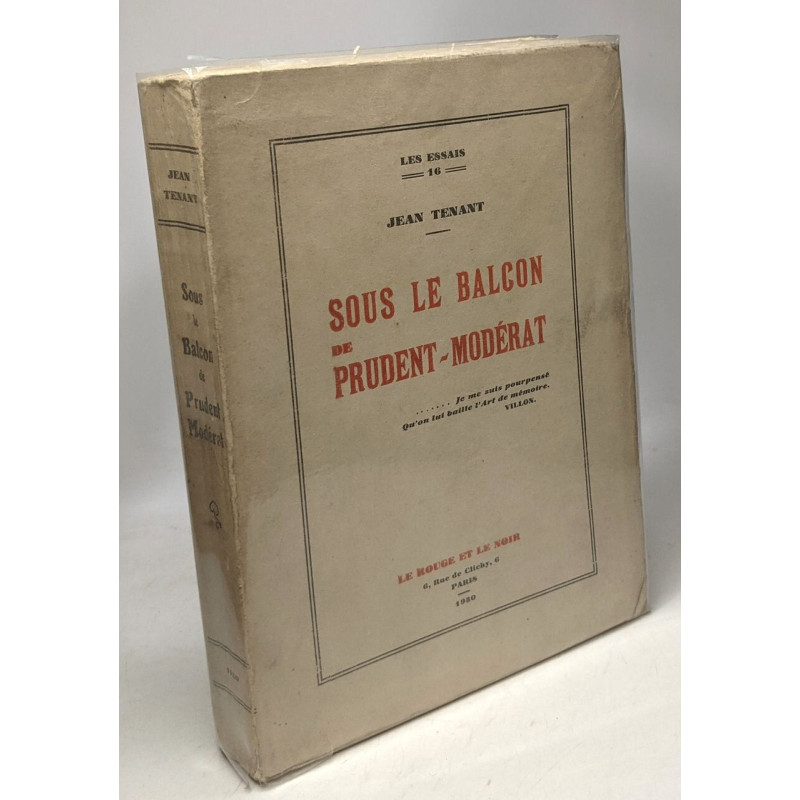 LES ESSAIS
16
JEAN TENANT
SOUS LE BALCON
DE
PRUDENT-MODÉRAT
....... Je me suis pourpensé
Qu'on lui baille l'Art de mémoire.
VILLON.
LE ROUGE ET LE NOIR
6, Rue de Clichy, 6
PARIS
1930
JEAN
TENANT
Sous
le
Balcon
de
Prudent
Modérat
1930